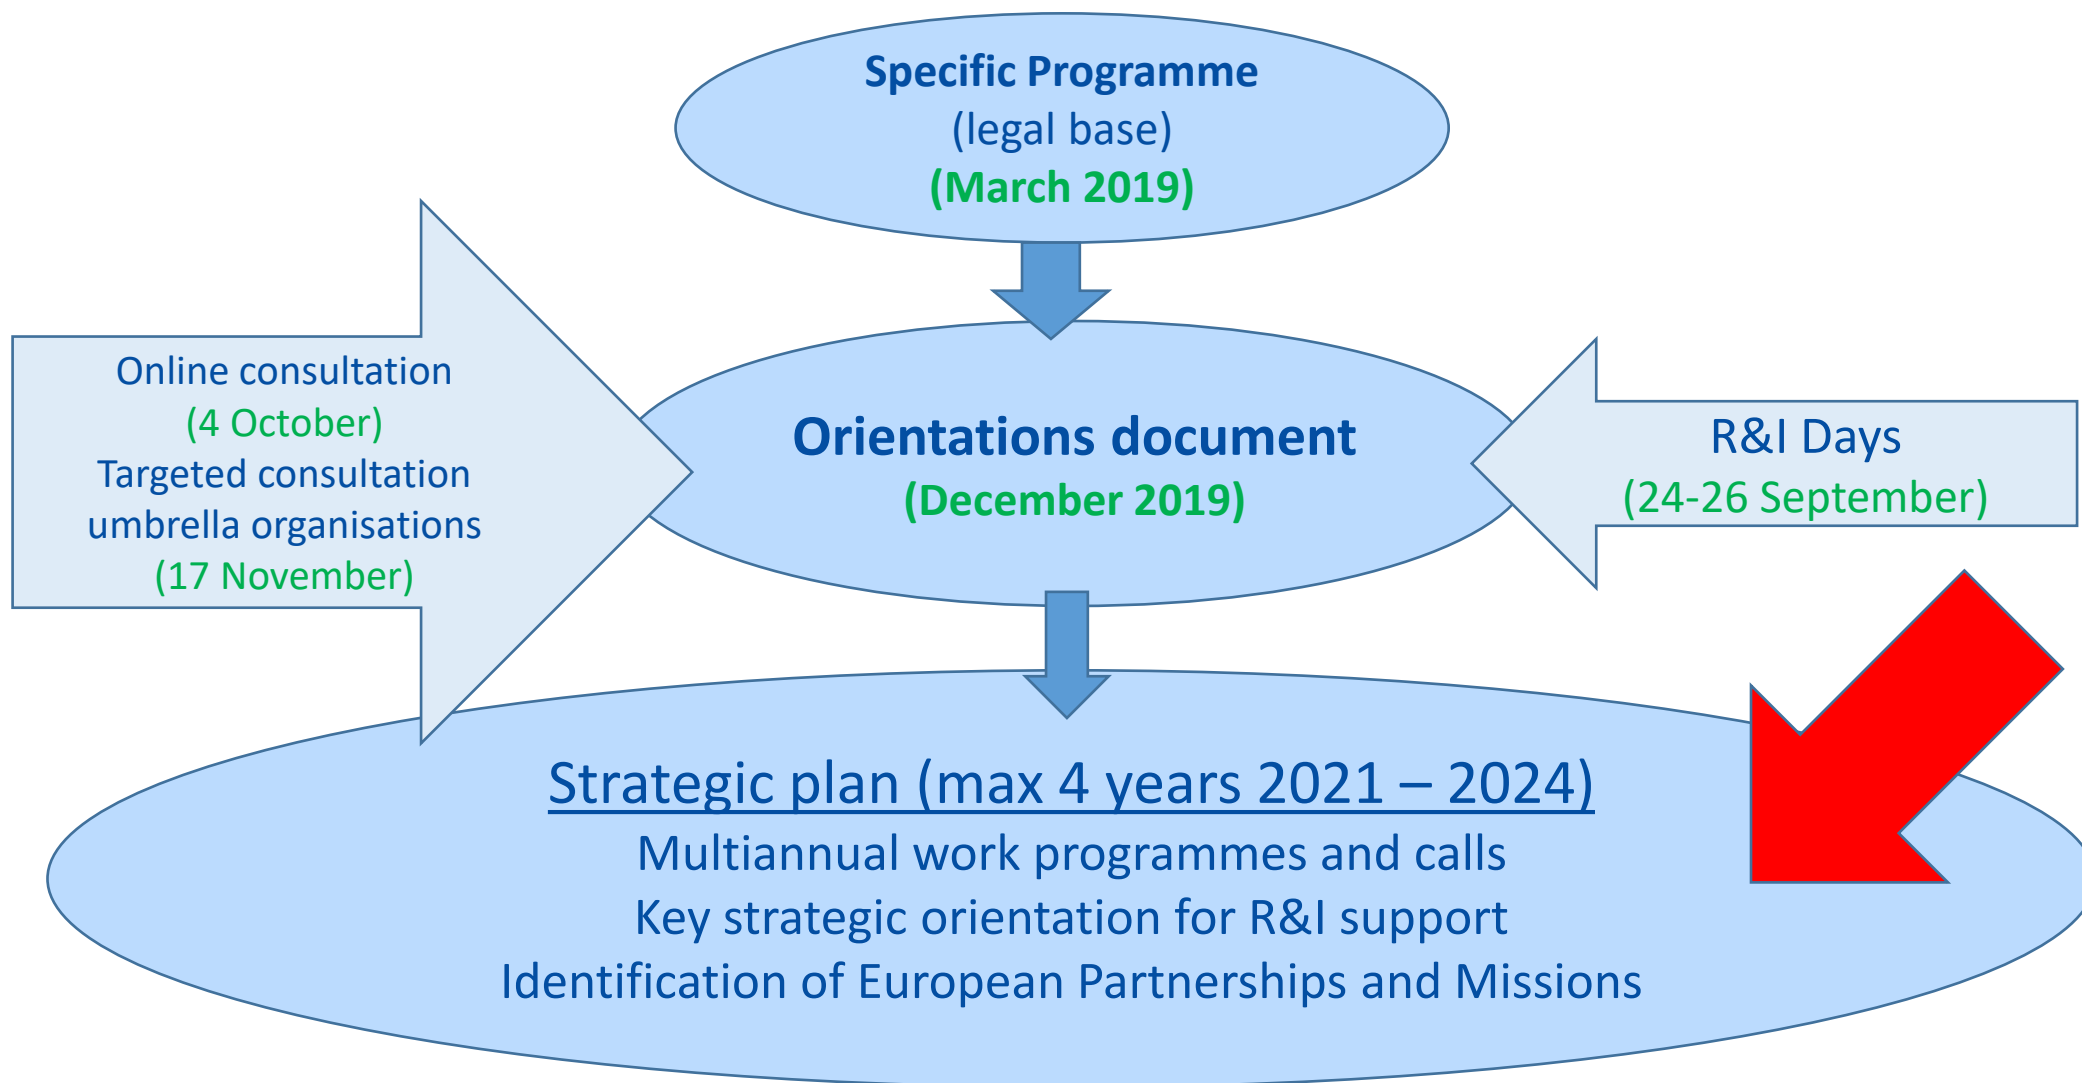 Specific Programme
(legal base)
(March 2019)
Online consultation
(4 October)
Targeted consultation
umbrella organisations
(17 November)
Orientations document
(December 2019)
R&I Days
(24-26 September)
Strategic plan (max 4 years 2021 – 2024)
Multiannual work programmes and calls
Key strategic orientation for R&I support
Identification of European Partnerships and Missions